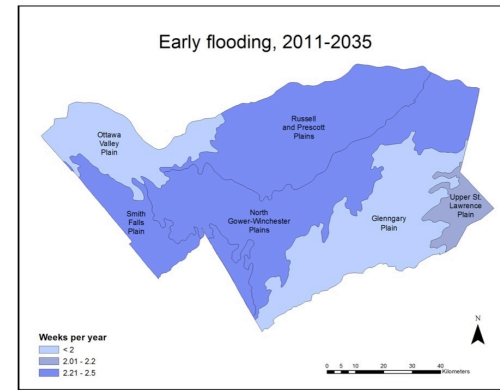 Early flooding, 2011-2035
Russell
and Prescott
Plains
Ottawa
Valley
Plain
Upper St.
Lawrence
Plain
Smith
Falls
Plain
North
Gower-Winchester
Plains
Glenngary
Plain
N
Weeks per year
< 2
2.01 - 2.2
2.21 - 2.5
0 5 10 20 30 40
Kilometers